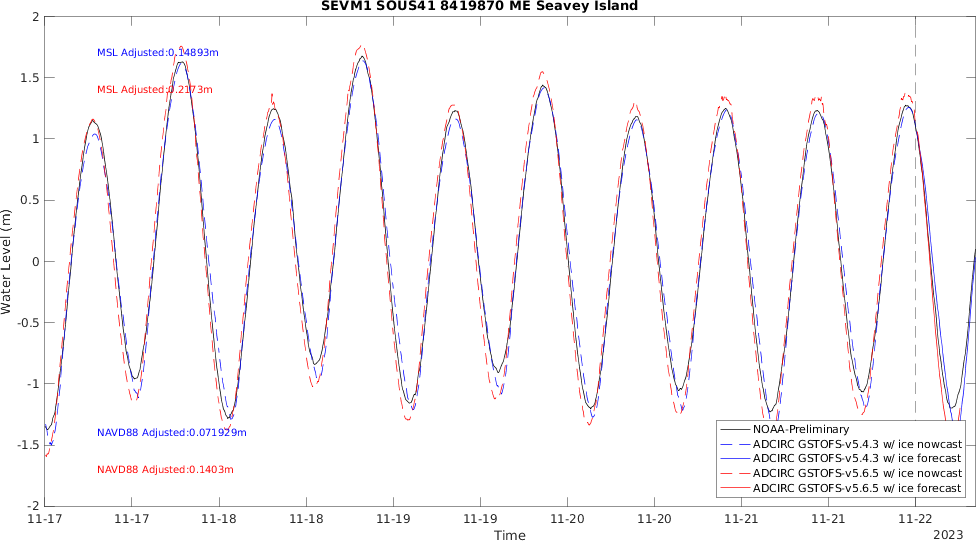 SEVM1 SOUS41 8419870 ME Seavey Island
2
1.5
1
0.5
0
-0.5
-1
-1.5
-2
Water Level (m)
MSL Adjusted:0.14893m
MSL Adjusted:0.2173m
NAVD88 Adjusted:0.071929m
NAVD88 Adjusted:0.1403m
NOAA-Preliminary
ADCIRC GSTOFS-v5.4.3 w/ ice nowcast
ADCIRC GSTOFS-v5.4.3 w/ ice forecast
ADCIRC GSTOFS-v5.6.5 w/ ice nowcast
ADCIRC GSTOFS-v5.6.5 w/ ice forecast
11-17 11-17 11-18 11-18 11-19 11-19 11-20 11-20 11-21 11-21 11-22
Time
2023